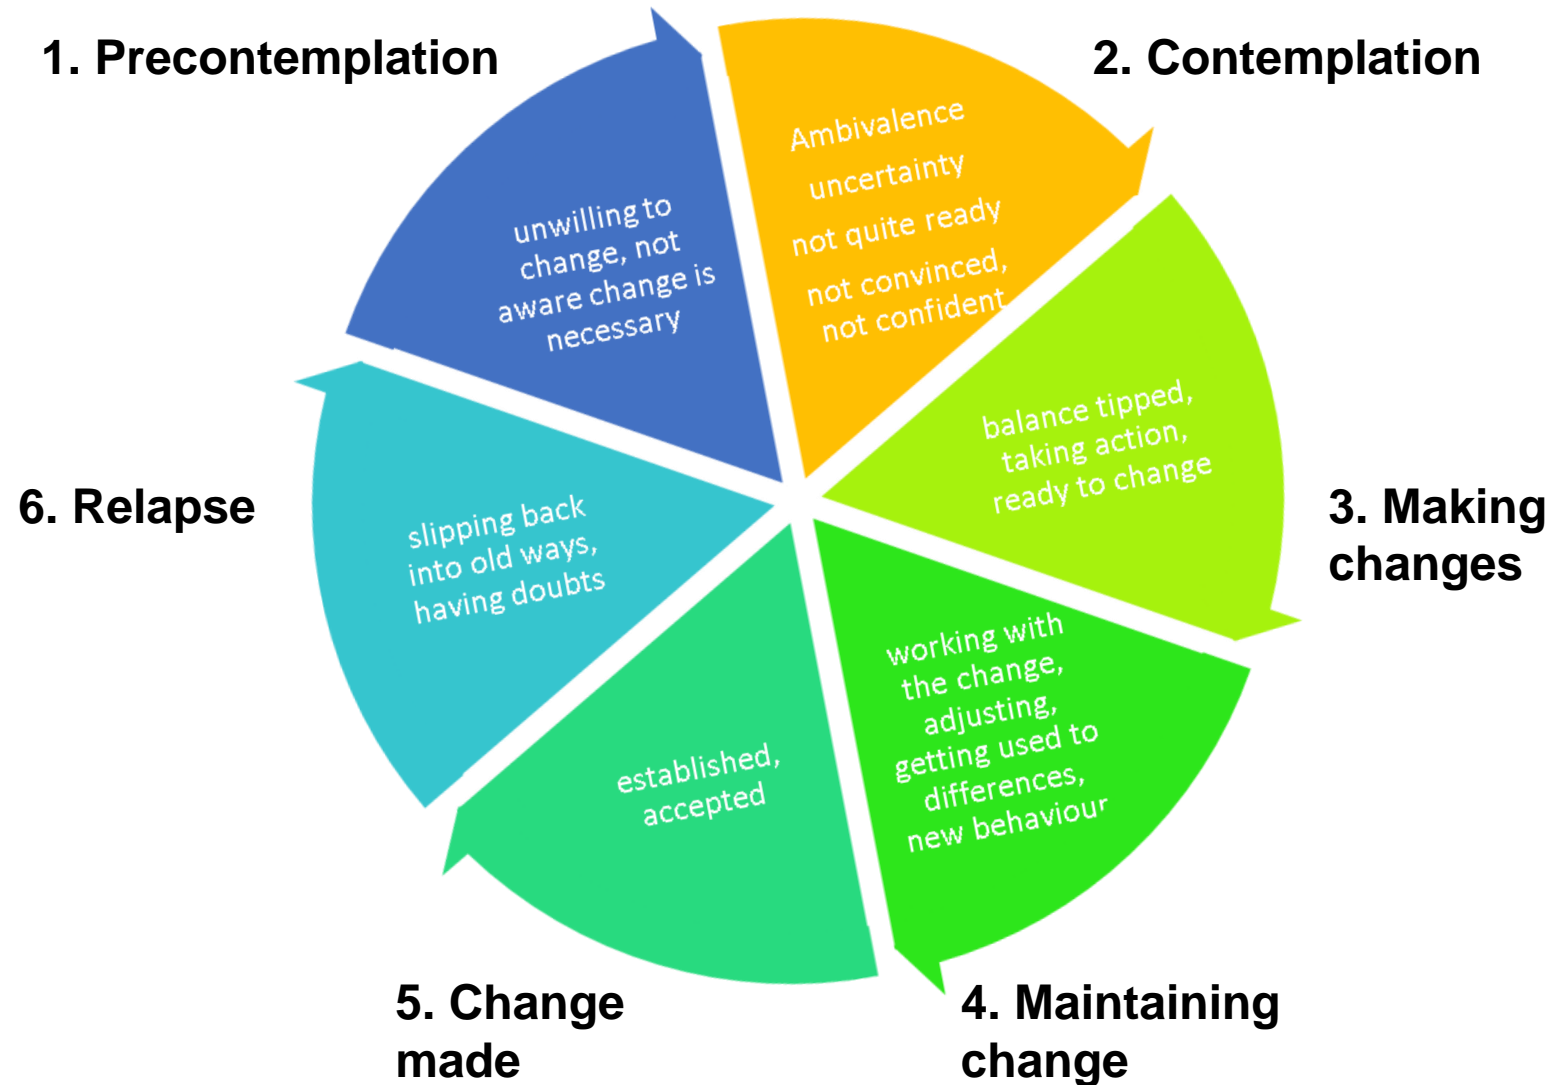 1. Precontemplation
unwilling to
change, not
aware change is
necessary
2. Contemplation
Ambivalence
uncertainty
not quite ready
not convinced,
not confident
3. Making
changes
balance tipped,
taking action,
ready to change
4. Maintaining
change
working with
the change,
adjusting,
getting used to
differences,
new behaviour
5. Change
made
established,
accepted
6. Relapse
slipping back
into old ways,
having doubts